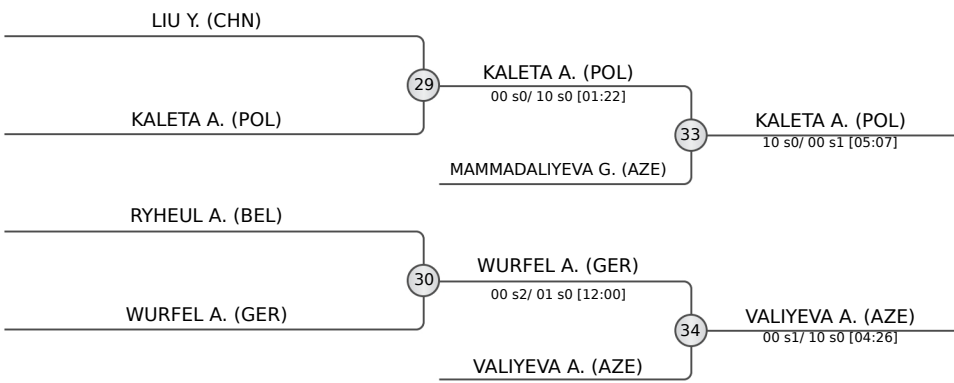 LIU Y. (CHN)
29
KALETA A. (POL)
00 s0/ 10 s0 [01:22]
KALETA A. (POL)
33
KALETA A. (POL)
10 s0/ 00 s1 [05:07]
MAMMADALIYEVA G. (AZE)
RYHEUL A. (BEL)
30
WURFEL A. (GER)
00 s2/ 01 s0 [12:00]
WURFEL A. (GER)
34
VALIYEVA A. (AZE)
00 s1/ 10 s0 [04:26]
VALIYEVA A. (AZE)